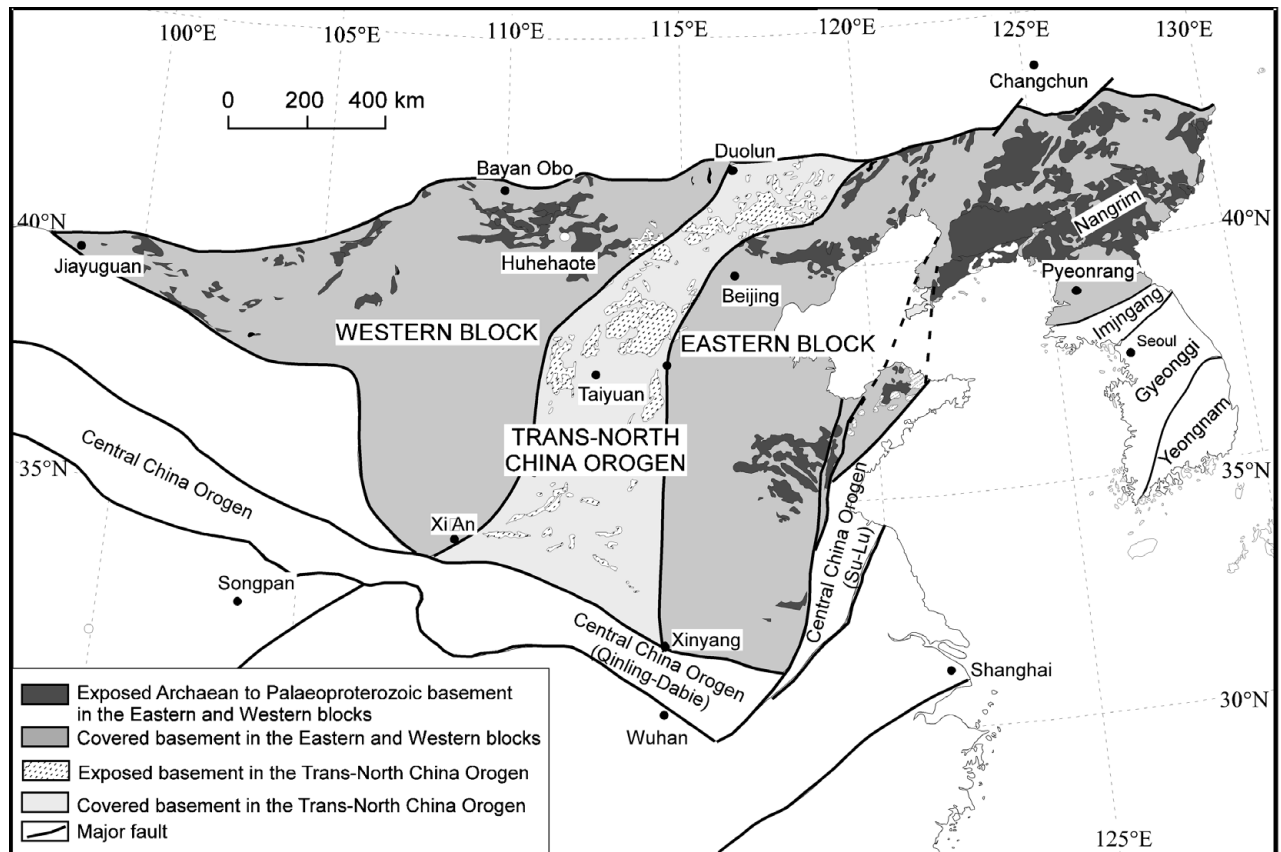 100°E
105°E
110°E
115°E
120°E
125°E
130°E
Changchun
0 200 400 km
Duolun
Bayan Obo
40°N
40°N
Nangrim
Jiayuguan
Huhehaote
Pyeonrang
Beijing
Imjngang
WESTERN BLOCK
EASTERN BLOCK
Seoul
Gyeonggi
Taiyuan
Yeongnam
TRANS-NORTH
CHINA OROGEN
Central China Orogen
35°N
35°N
Xi An
Central China Orogen
(Su-Lu)
Songpan
Central China Orogen
(Qinling-Dabie)
Xinyang
Shanghai
30°N
Wuhan
Exposed Archaean to Palaeoproterozoic basement
in the Eastern and Western blocks
Covered basement in the Eastern and Western blocks
Exposed basement in the Trans-North China Orogen
Covered basement in the Trans-North China Orogen
Major fault
125°E